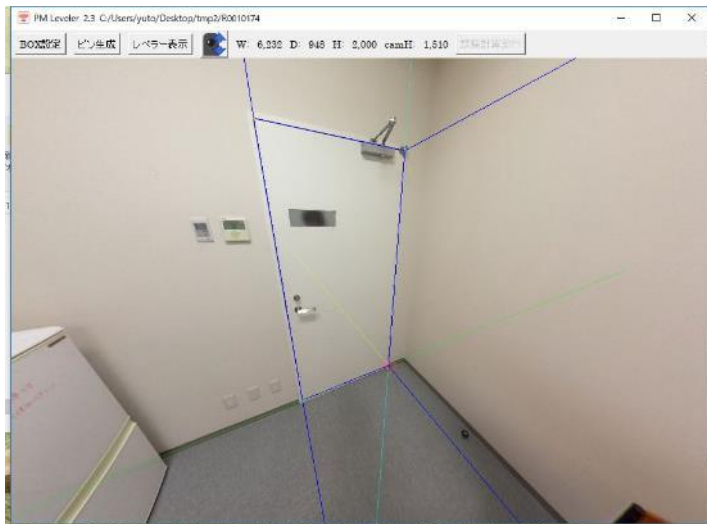 PM Leveler 2.3 C:/Users/yuto/Desktop/tmp2/R0010174
BOX設定 ピン生成 レベラー表示 W: 6,232 D: 948 H: 2,000 camH: 1,510